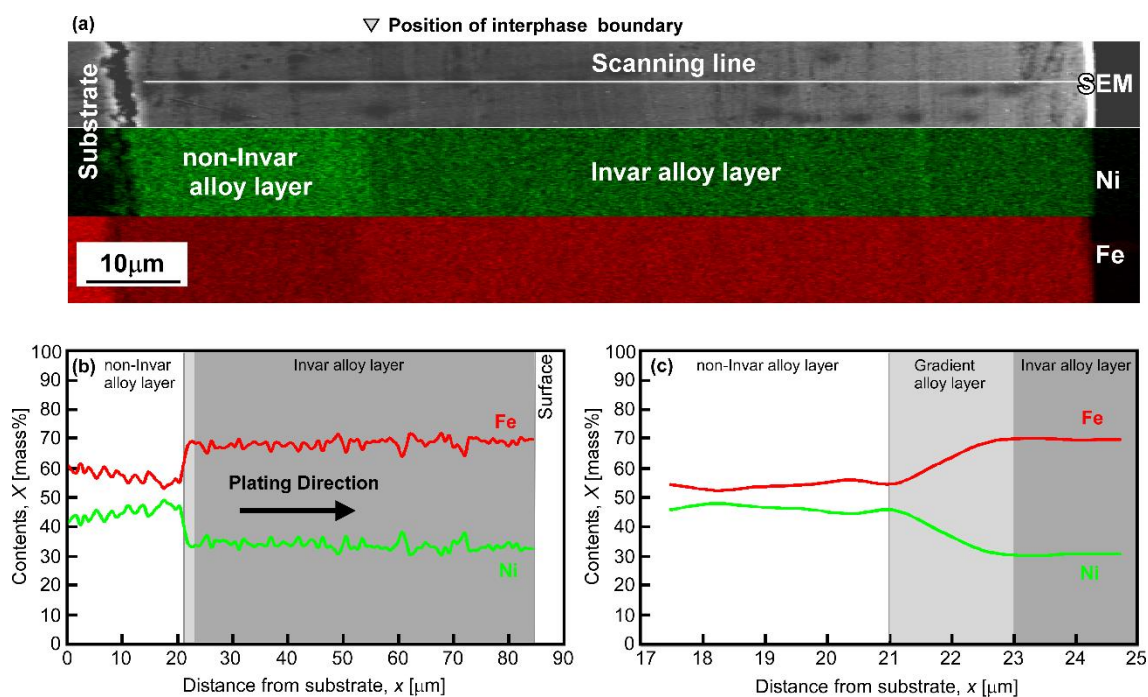 (a)
▽ Position of interphase boundary
Substrate
Scanning line
SEM
non-Invar
alloy layer
Invar alloy layer
Ni
10μm
Fe
(b)
non-Invar
alloy layer
Invar alloy layer
Surface
Fe
Plating Direction
Ni
Contents, X [mass%]
100
90
80
70
60
50
40
30
20
10
0
0 10 20 30 40 50 60 70 80 90
Distance from substrate, x [μm]
(c)
non-Invar alloy layer
Gradient
alloy layer
Invar alloy layer
Fe
Ni
Contents, X [mass%]
100
90
80
70
60
50
40
30
20
10
0
17 18 19 20 21 22 23 24 25
Distance from substrate, x [μm]